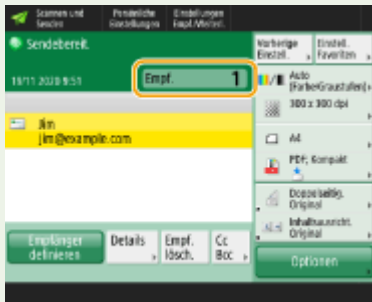 Scannen und
Senden
Persönliche
Einstellungen
Einstellungen
Empf./Weiterl.
Sendebereit.
19/11 2020 9:51
Empf. 1
Jim
jim@example.com
Empfänger
definieren
Details
Empf.
lösch.
Cc
Bcc
Vorherige
Einstell.
Einstell.
Favoriten
Auto
(Farbe/Graustufen)
300 x 300 dpi
A4
PDF; Kompakt
Doppelseitig.
Original
Inhaltsausricht.
Original
Optionen